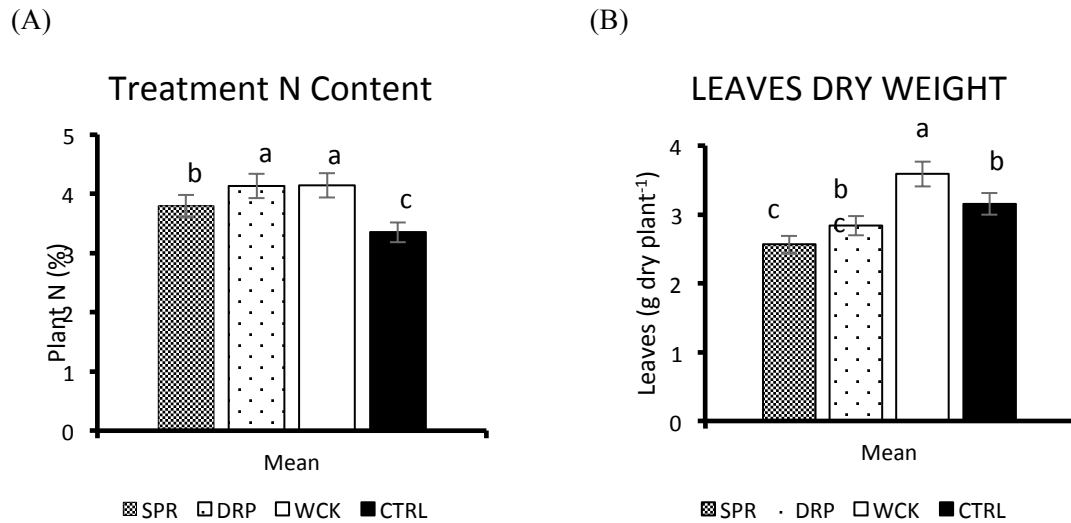 (A)
Treatment N Content
Plant N (%)
5
4
3
2
1
0
b
a
a
c
Mean
SPR DRP WCK CTRL
(B)
LEAVES DRY WEIGHT
Leaves (g dry plant⁻¹)
4
3
2
1
0
c
b
c
a
b
Mean
SPR DRP WCK CTRL